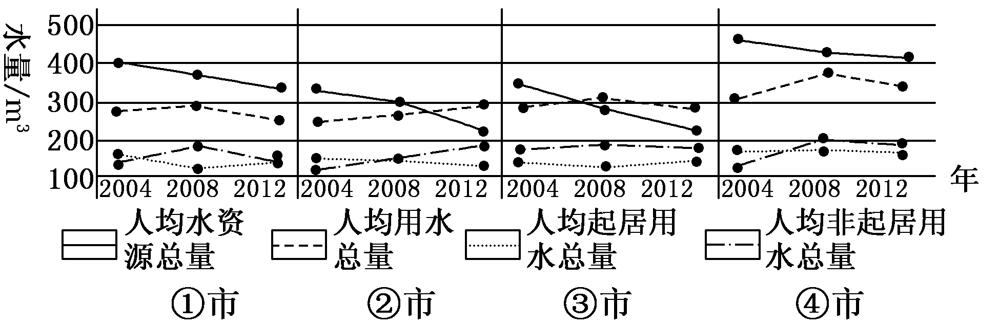 水量/m³
500
400
300
200
100
2004 2008 2012 2004 2008 2012 2004 2008 2012 2004 2008 2012 年
人均水资源总量
人均用水总量
人均起居用水总量
人均非起居用水总量
①市 ②市 ③市 ④市